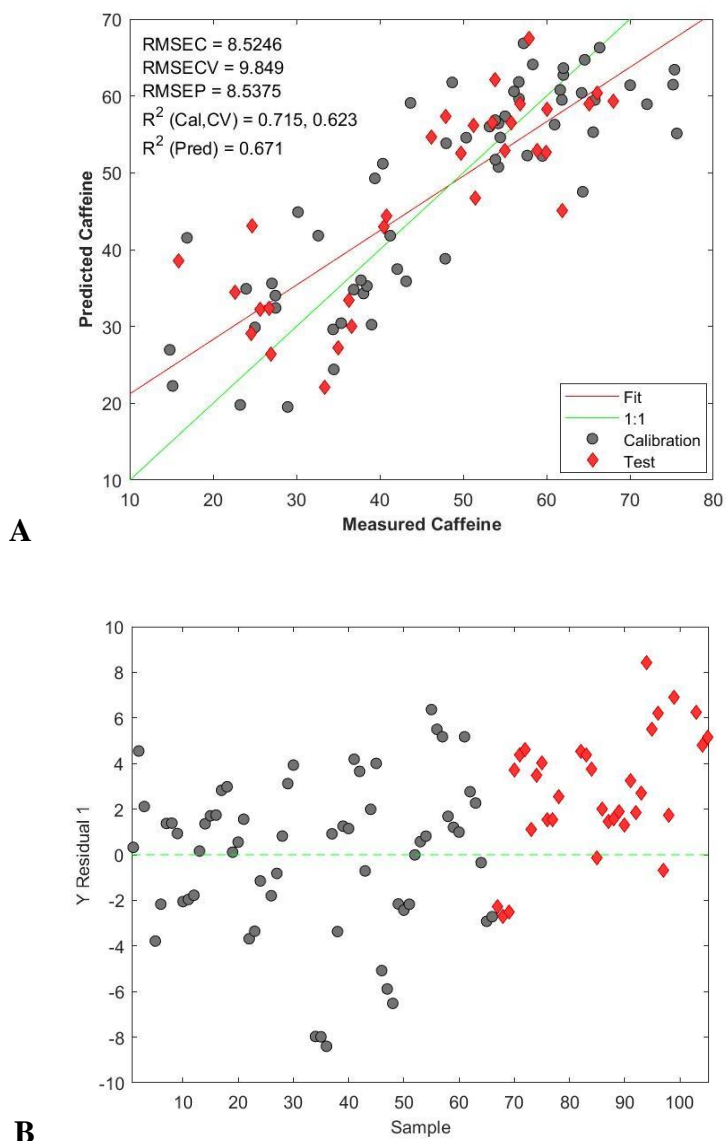 RMSEC = 8.5246
RMSECV = 9.849
RMSEP = 8.5375
R² (Cal,CV) = 0.715, 0.623
R² (Pred) = 0.671
70
60
50
40
30
20
10
Predicted Caffeine
Fit
1:1
Calibration
Test
10 20 30 40 50 60 70 80
Measured Caffeine
A
10
8
6
4
2
0
-2
-4
-6
-8
-10
Y Residual 1
10 20 30 40 50 60 70 80 90 100
Sample
B